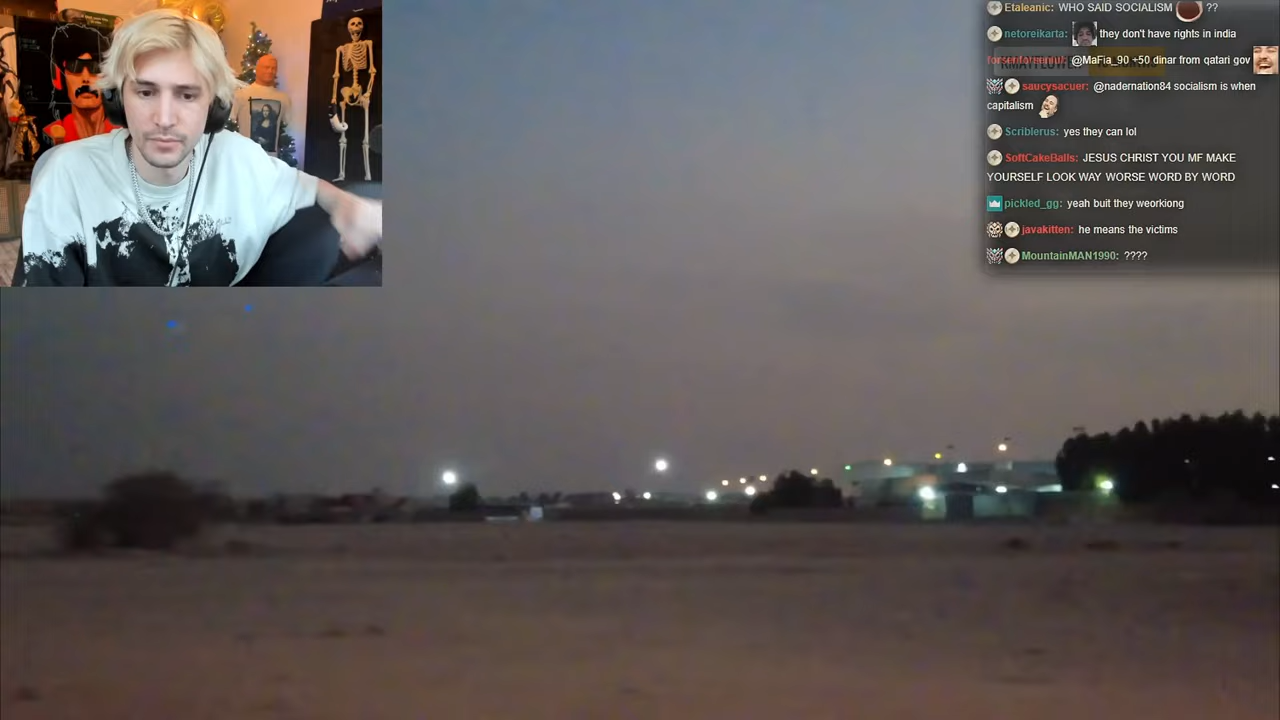 Etaleanic: WHO SAID SOCIALISM ??
netoreikarta: they don't have rights in india
@MaFia_90 +50 dinar from qatari gov
saucysacuer: @nadernation84 socialism is when
capitalism
Scriblerus: yes they can lol
SoftCakeBalls: JESUS CHRIST YOU MF MAKE
YOURSELF LOOK WAY WORSE WORD BY WORD
pickled_gg: yeah buit they weorkiong
javakitten: he means the victims
MountainMAN1990: ????